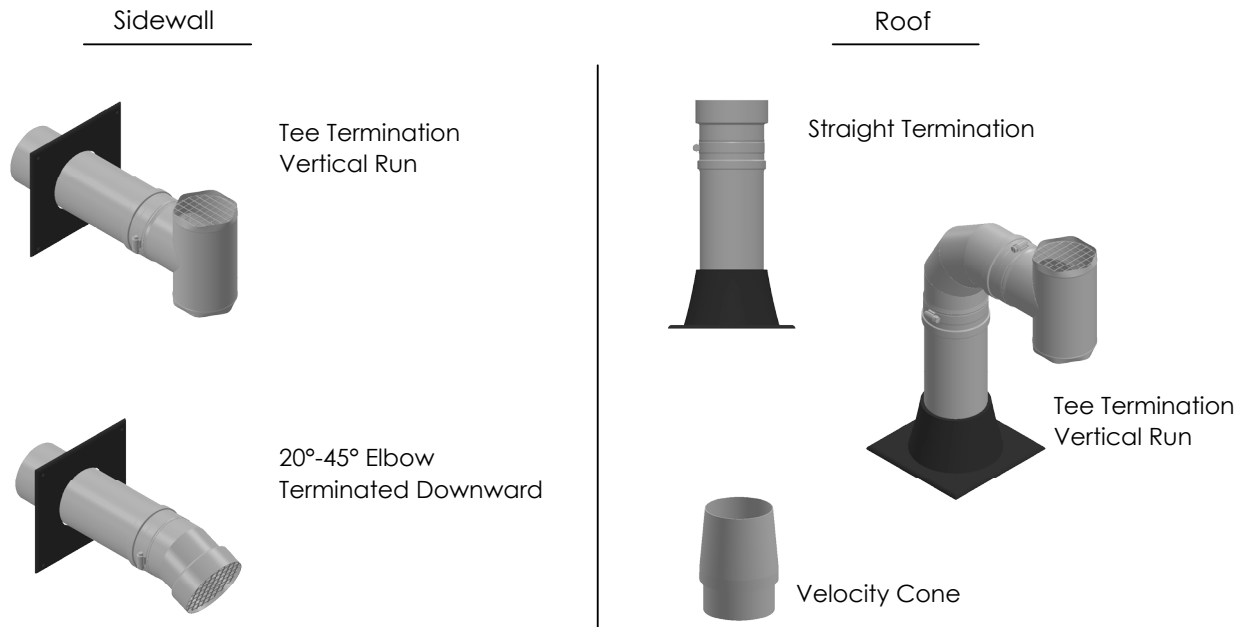 Sidewall
Tee Termination
Vertical Run
20°-45° Elbow
Terminated Downward
Roof
Straight Termination
Tee Termination
Vertical Run
Velocity Cone